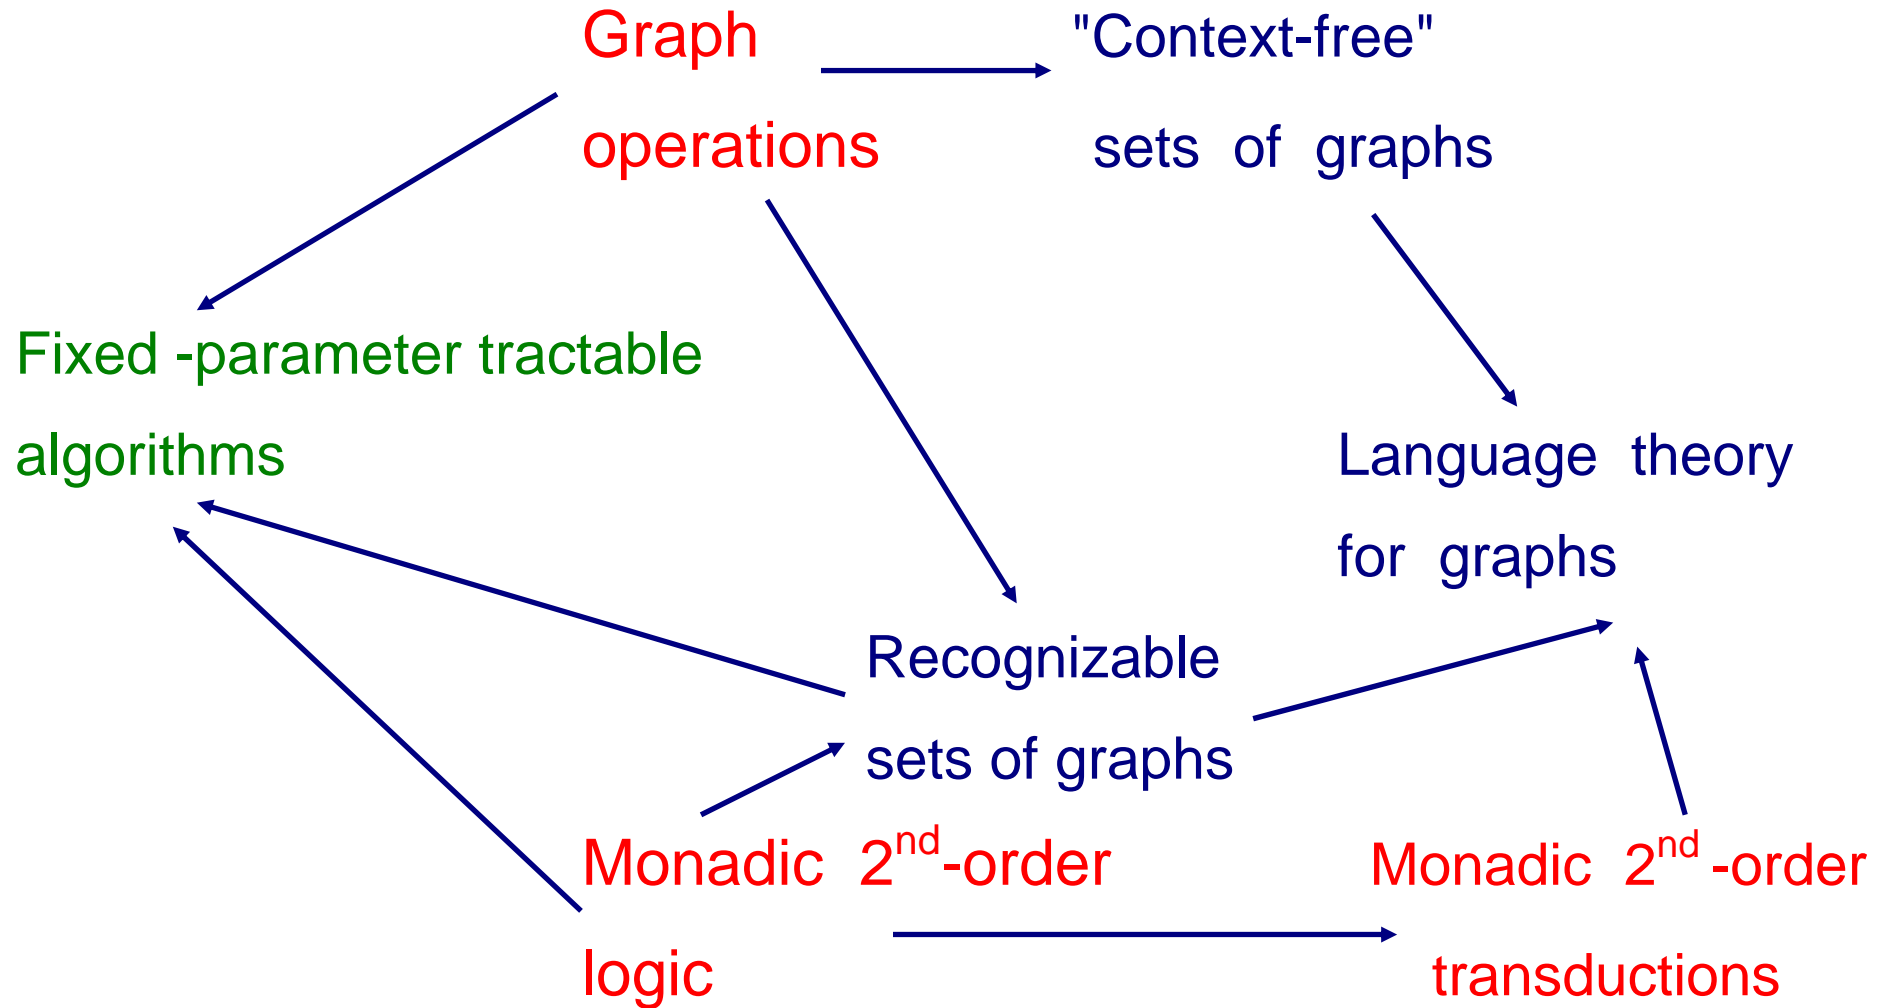 Graph
operations
"Context-free"
sets of graphs
Fixed -parameter tractable
algorithms
Language theory
for graphs
Recognizable
sets of graphs
Monadic 2nd-order
logic
Monadic 2nd -order
transductions